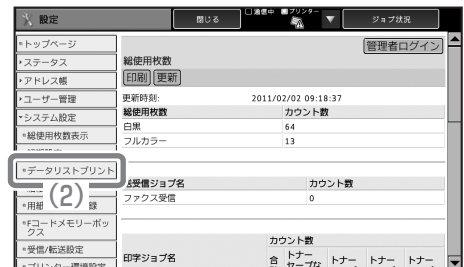 設定
閉じる
通信中
プリンター
ジョブ状況
トップページ
ステータス
アドレス帳
ユーザー管理
システム設定
総使用枚数表示
データリストプリント
(2)
用紙
録
Fコードメモリーボッ
クス
受信/転送設定
管理者ログイン
総使用枚数
印刷 更新
更新時刻: 2011/02/02 09:18:37
総使用枚数 カウント数
白黒 64
フルカラー 13
送受信ジョブ名 カウント数
ファクス受信 0
カウント数
印字ジョブ名
トナー
セーブな
トナー トナー トナー